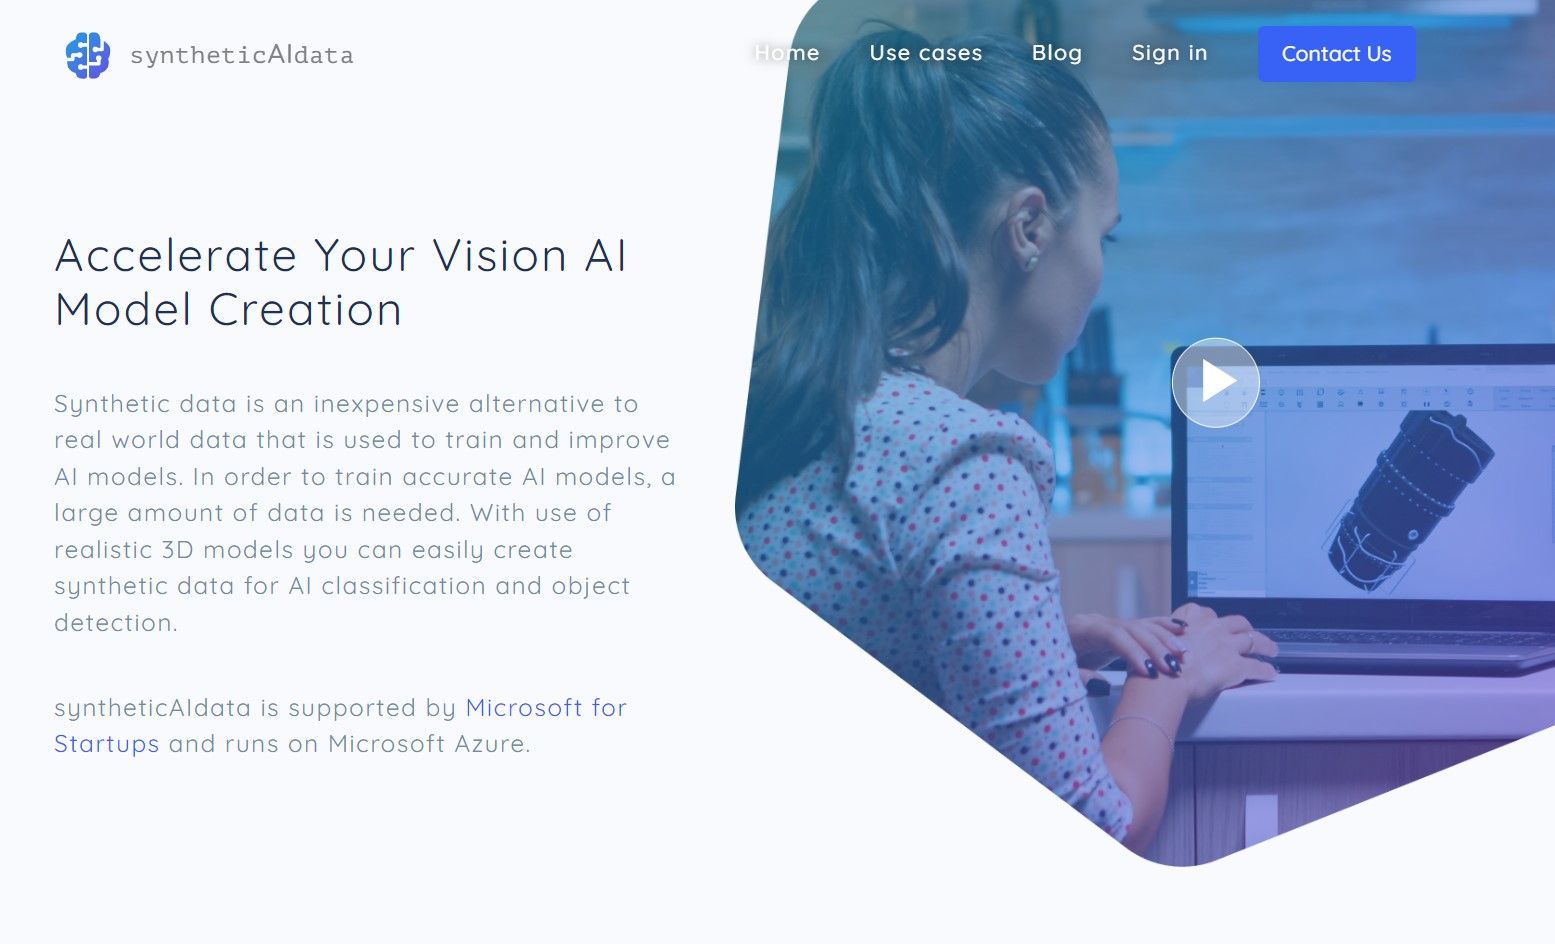 syntheticAIdata
Home
Use cases
Blog
Sign in
Contact Us
Accelerate Your Vision AI
Model Creation
Synthetic data is an inexpensive alternative to
real world data that is used to train and improve
AI models. In order to train accurate AI models, a
large amount of data is needed. With use of
realistic 3D models you can easily create
synthetic data for AI classification and object
detection.
syntheticAIdata is supported by Microsoft for
Startups and runs on Microsoft Azure.